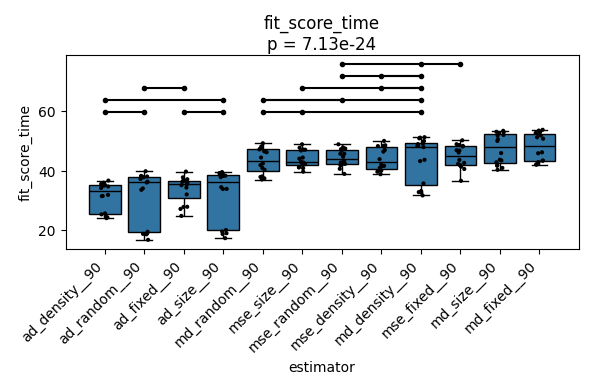 fit_score_time
p = 7.13e-24
fit_score_time
60
40
20
ad_density__90
ad_random__90
ad_fixed__90
ad_size__90
md_random__90
mse_size__90
mse_random__90
mse_density__90
md_density__90
mse_fixed__90
md_size__90
md_fixed__90
estimator